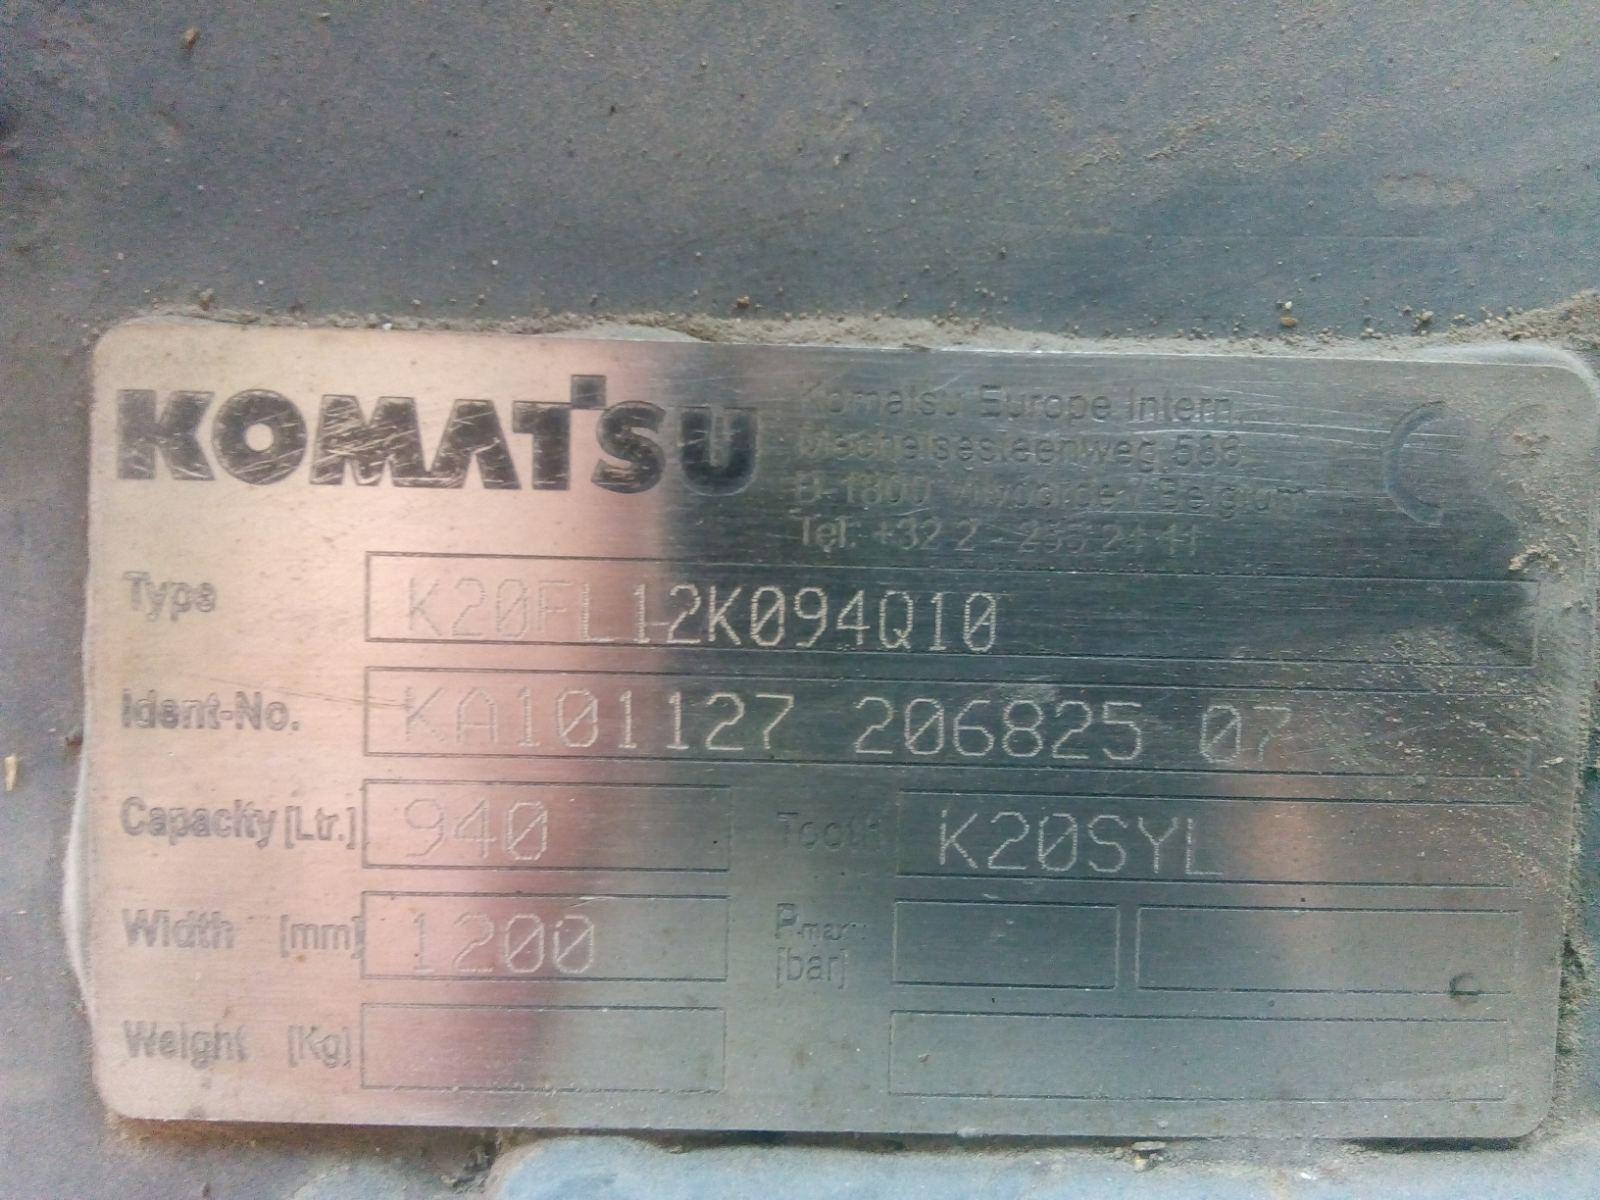 KOMATSU
Komatsu Europe Intern.
Mechelsesteenweg 588
B-1800 Vilvoorde / Belgium
Tel. +32 2 - 255 24 11
CE
Type K20FL12K094Q10
Ident-No. KA101127 206825 07
Capacity [Ltr.] 940 Tooth K20SYL
Width [mm] 1200 Pmax. [bar]
Weight [Kg]